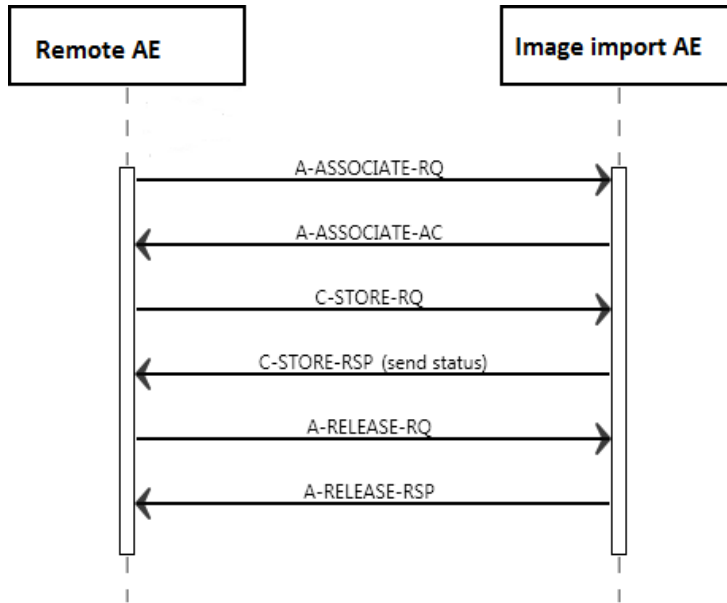 Remote AE
Image import AE
A-ASSOCIATE-RQ
A-ASSOCIATE-AC
C-STORE-RQ
C-STORE-RSP (send status)
A-RELEASE-RQ
A-RELEASE-RSP